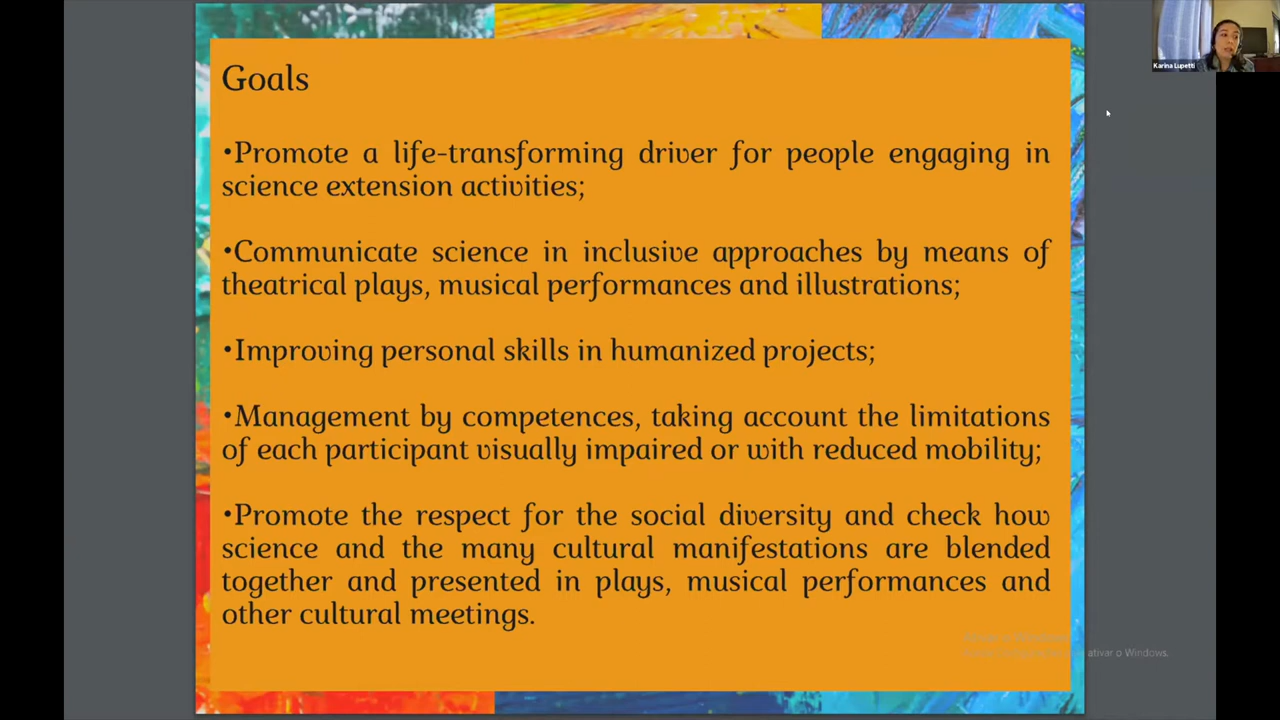 Karina Lupetti
Goals
•Promote a life-transforming driver for people engaging in
science extension activities;
•Communicate science in inclusive approaches by means of
theatrical plays, musical performances and illustrations;
•Improving personal skills in humanized projects;
•Management by competences, taking account the limitations
of each participant visually impaired or with reduced mobility;
•Promote the respect for the social diversity and check how
science and the many cultural manifestations are blended
together and presented in plays, musical performances and
other cultural meetings.
ativar o Windows.